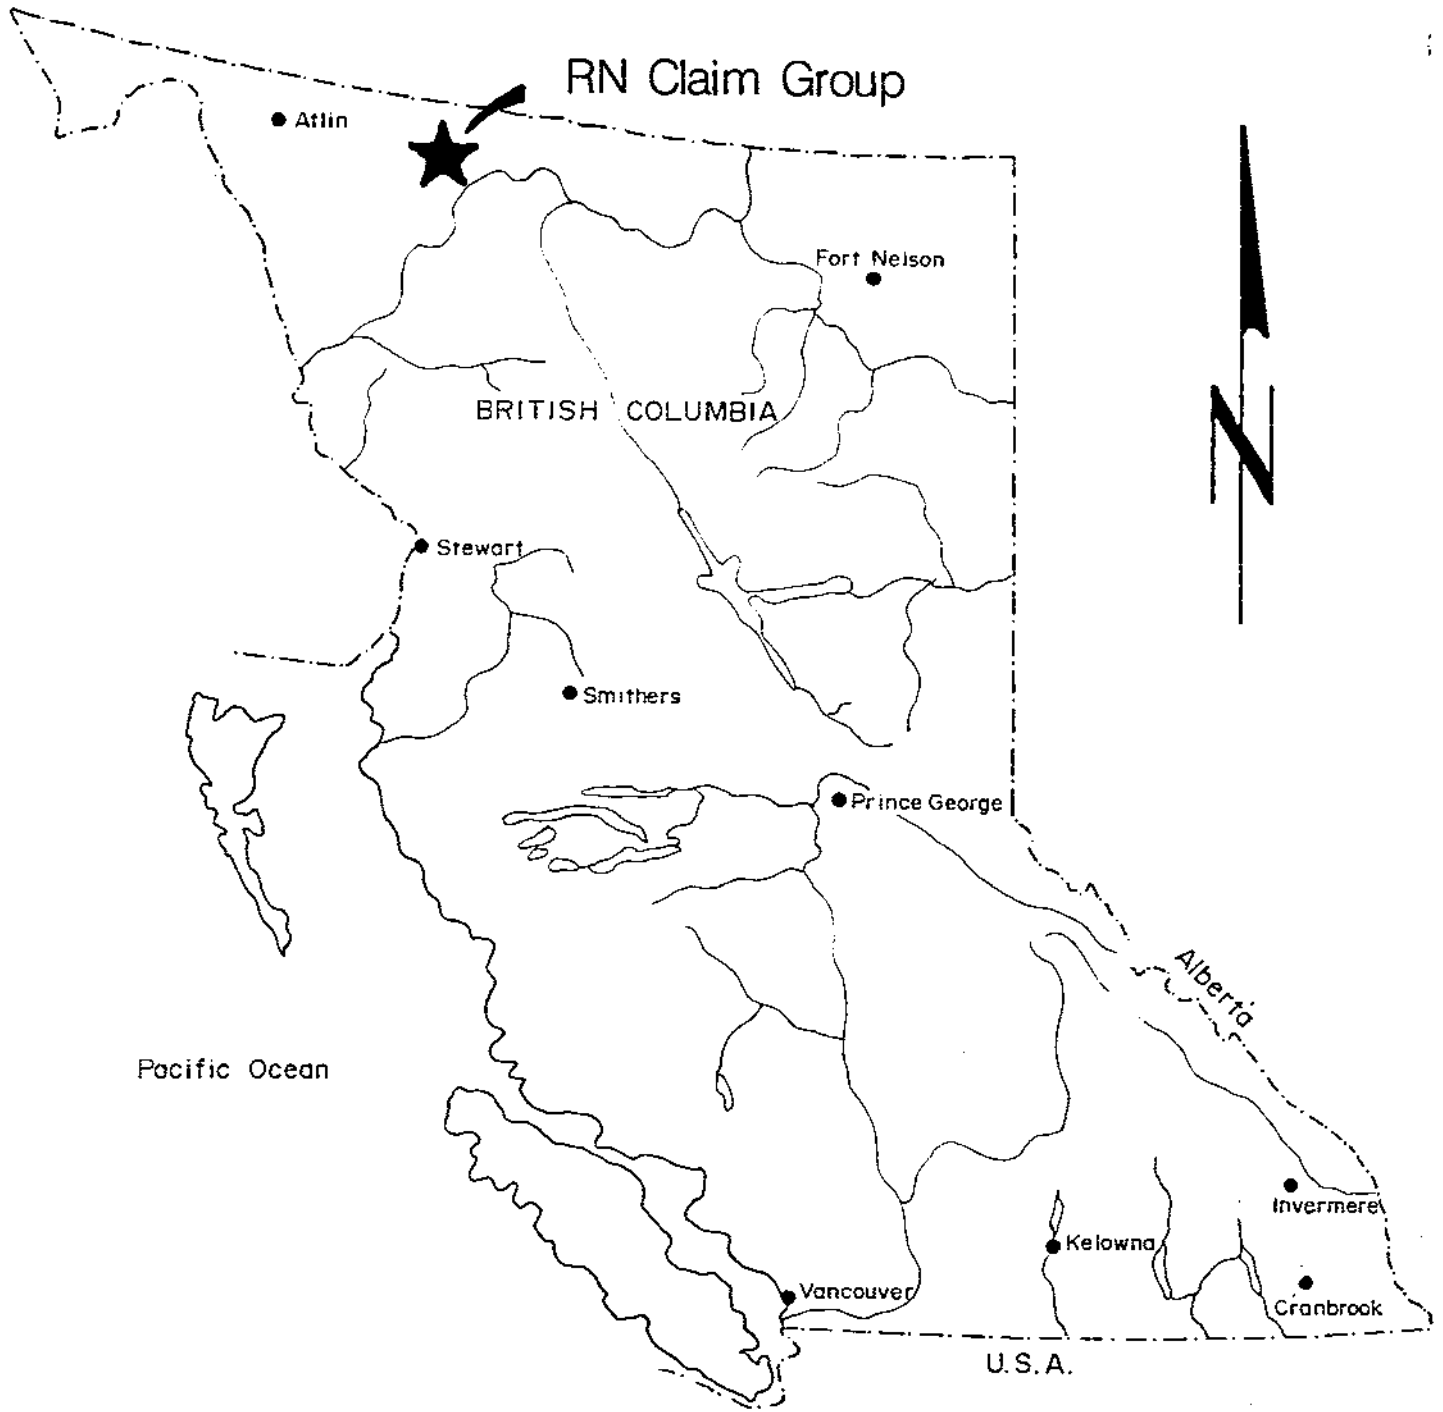 RN Claim Group
Atlin
Fort Nelson
BRITISH COLUMBIA
N
Stewart
Smithers
Prince George
Alberta
Pacific Ocean
Invermere
Kelowna
Vancouver
Cranbrook
U.S.A.